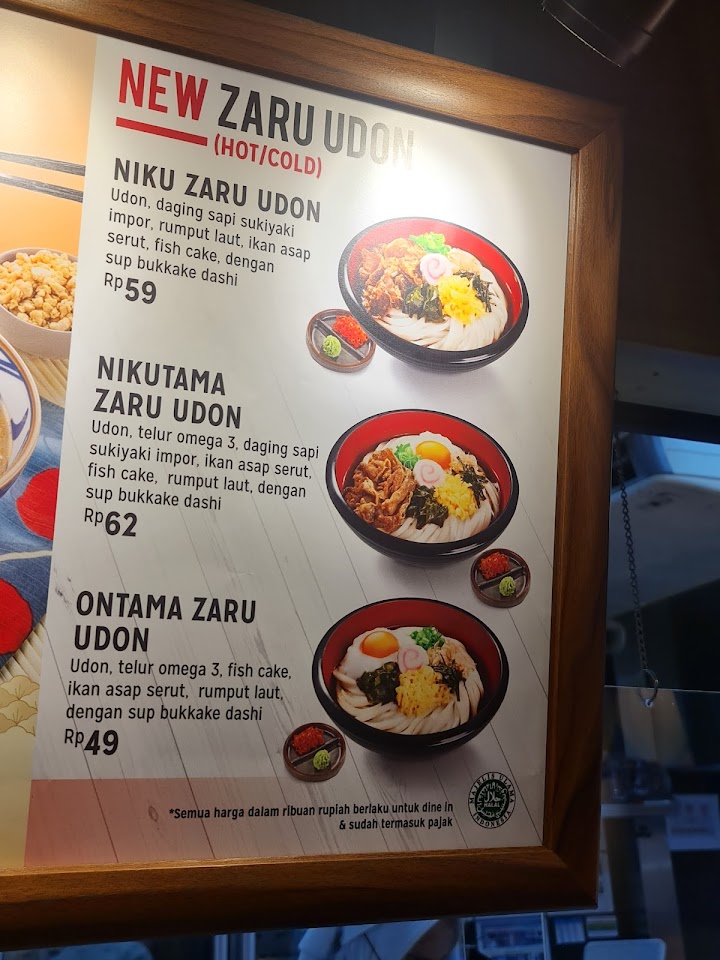 NEW ZARU UDON
(HOT/COLD)
NIKU ZARU UDON
Udon, daging sapi sukiyaki
impor, rumput laut, ikan asap
serut, fish cake, dengan
sup bukkake dashi
Rp59
NIKUTAMA
ZARU UDON
Udon, telur omega 3, daging sapi
sukiyaki impor, ikan asap serut,
fish cake, rumput laut, dengan
sup bukkake dashi
Rp62
ONTAMA ZARU
UDON
Udon, telur omega 3, fish cake,
ikan asap serut, rumput laut,
dengan sup bukkake dashi
Rp49
*Semua harga dalam ribuan rupiah berlaku untuk dine in
& sudah termasuk pajak
MAJELIS ULAMA
HALAL
INDONESIA